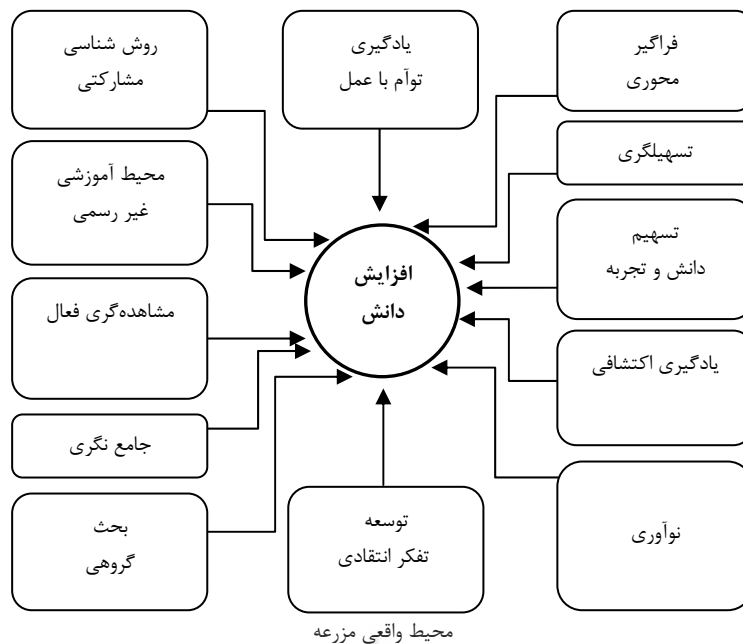 فراگیر
محوری
یادگیری
توآم با عمل
روش شناسی
مشارکتی
تسهیلگری
محیط آموزشی
غیر رسمی
تسهیم
دانش و تجربه
افزایش
دانش
مشاهده‌گری فعال
یادگیری اکتشافی
جامع نگری
نوآوری
توسعه
تفکر انتقادی
بحث
گروهی
محیط واقعی مزرعه